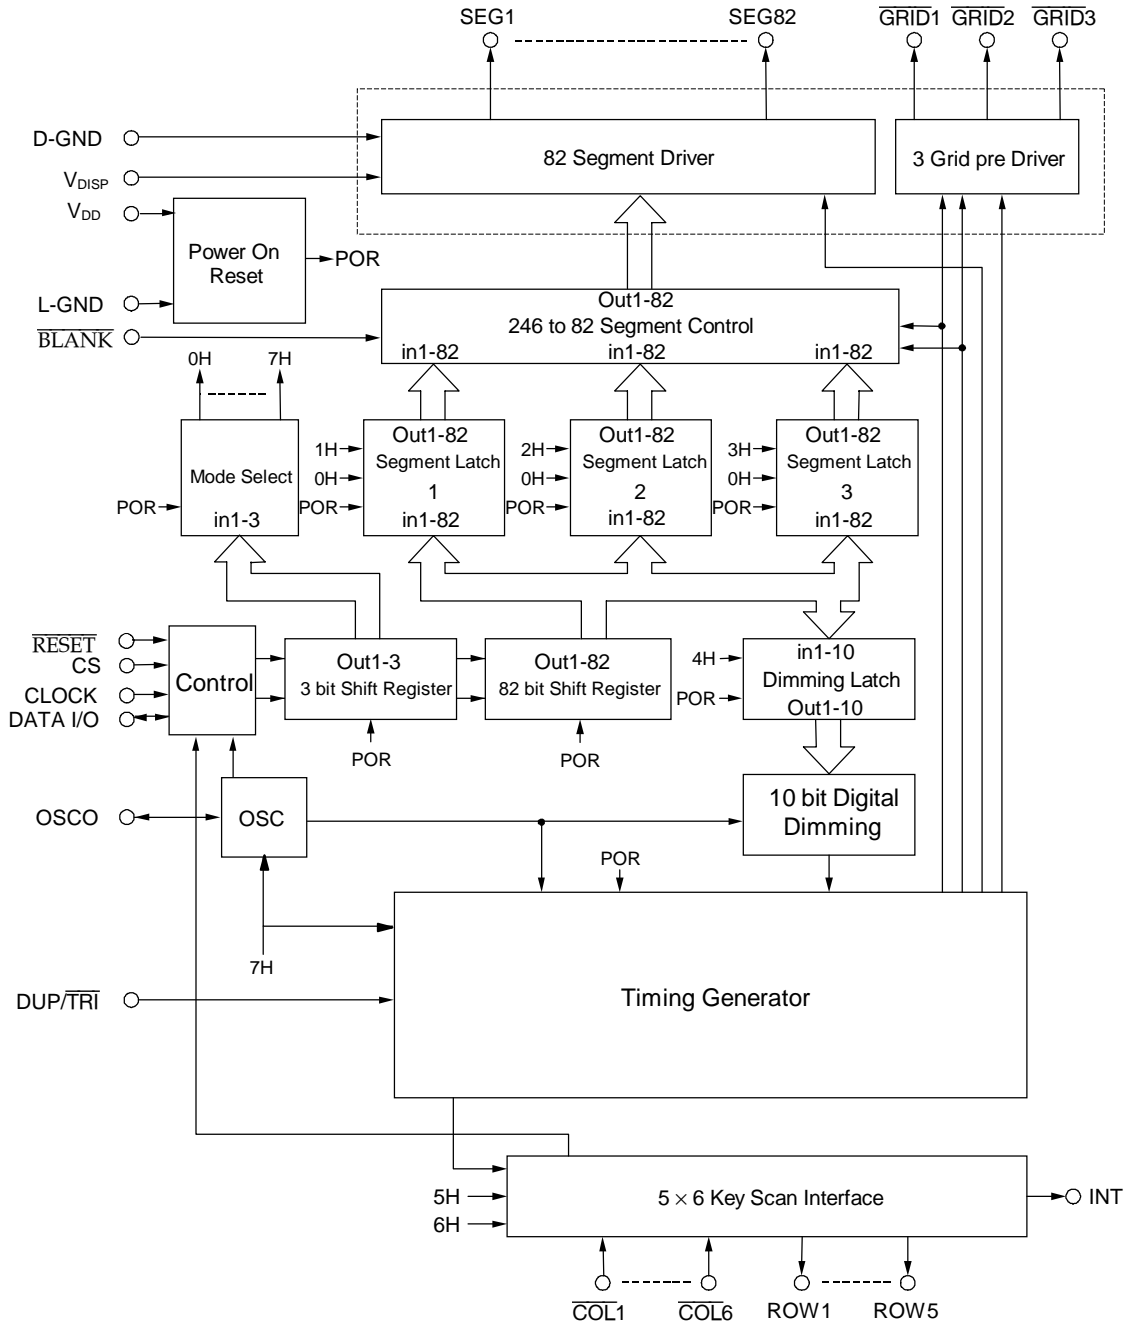 SEG1 SEG82 GRID1 GRID2 GRID3
D-GND
82 Segment Driver
3 Grid pre Driver
VDISP
VDD
Power On
Reset
POR
L-GND
BLANK
Out1-82
246 to 82 Segment Control
in1-82 in1-82 in1-82
0H 7H
Mode Select
POR
in1-3
1H
0H
POR
Out1-82
Segment Latch
1
in1-82
2H
0H
POR
Out1-82
Segment Latch
2
in1-82
3H
0H
POR
Out1-82
Segment Latch
3
in1-82
RESET
CS
CLOCK
DATA I/O
Control
Out1-3
3 bit Shift Register
POR
Out1-82
82 bit Shift Register
POR
4H
POR
in1-10
Dimming Latch
Out1-10
OSCO
OSC
10 bit Digital
Dimming
POR
7H
DUP/TRI
Timing Generator
5H
6H
5 × 6 Key Scan Interface
INT
COL1 COL6 ROW1 ROW5